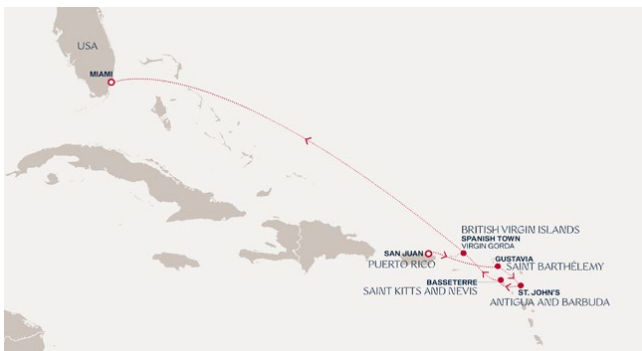 USA
MIAMI
BRITISH VIRGIN ISLANDS
SPANISH TOWN
VIRGIN GORDA
SAN JUAN
PUERTO RICO
GUSTAVIA
SAINT BARTHÉLEMY
BASSETERRE
SAINT KITTS AND NEVIS
ST. JOHN'S
ANTIGUA AND BARBUDA